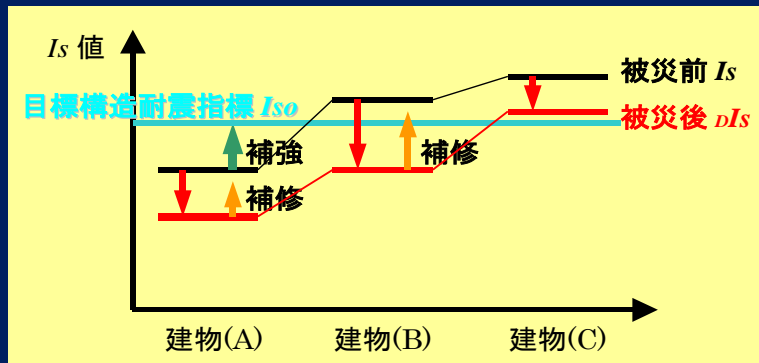 Is 値
目標構造耐震指標 Iso
被災前 Is
被災後 DIs
補強
補修
補修
建物(A)
建物(B)
建物(C)